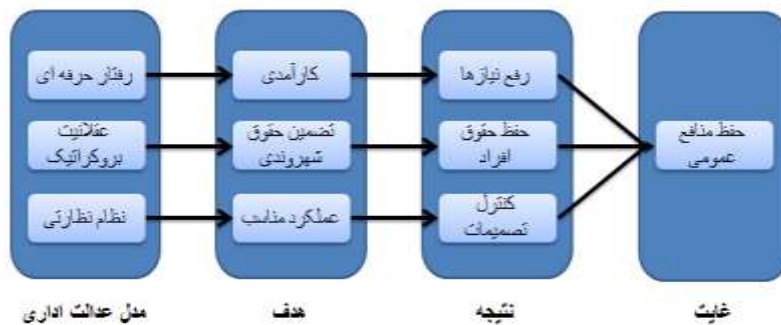 رفتار حرفه ای
کارآمدی
رفع نیازها
عقلانیت
بروکراتیک
تضمین حقوق
شهروندی
حفظ حقوق
افراد
حفظ منافع
عمومی
نظام نظارتی
عملکرد مناسب
کنترل
تصمیمات
مدل عدالت اداری
هدف
نتیجه
غایت